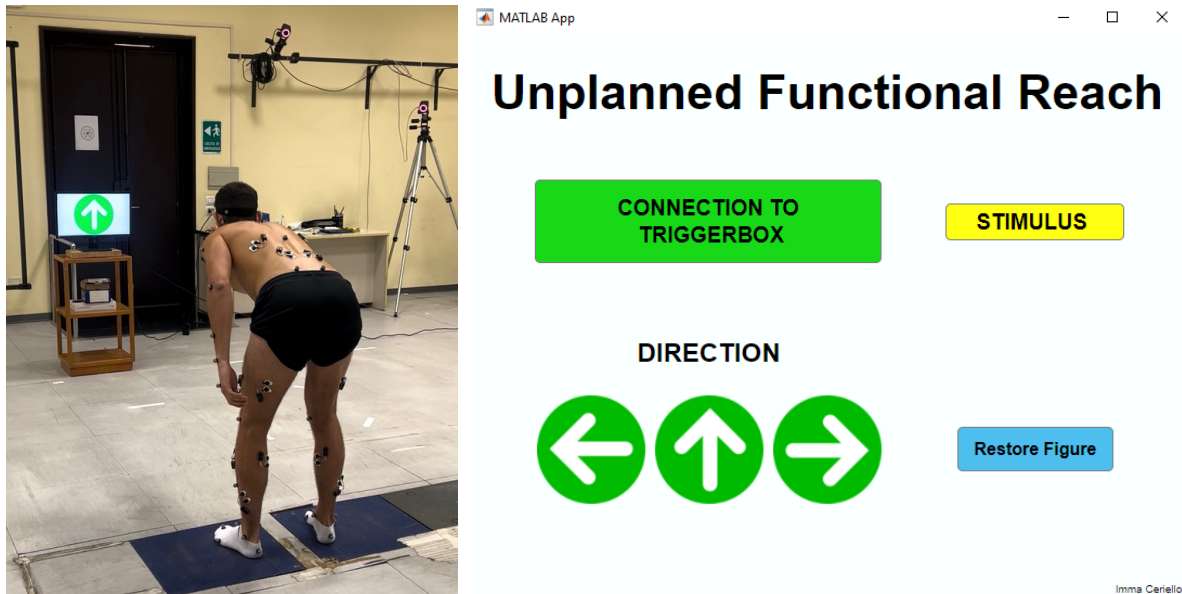 MATLAB App
Unplanned Functional Reach
CONNECTION TO
TRIGGERBOX
STIMULUS
DIRECTION
Restore Figure
Imma Ceriello